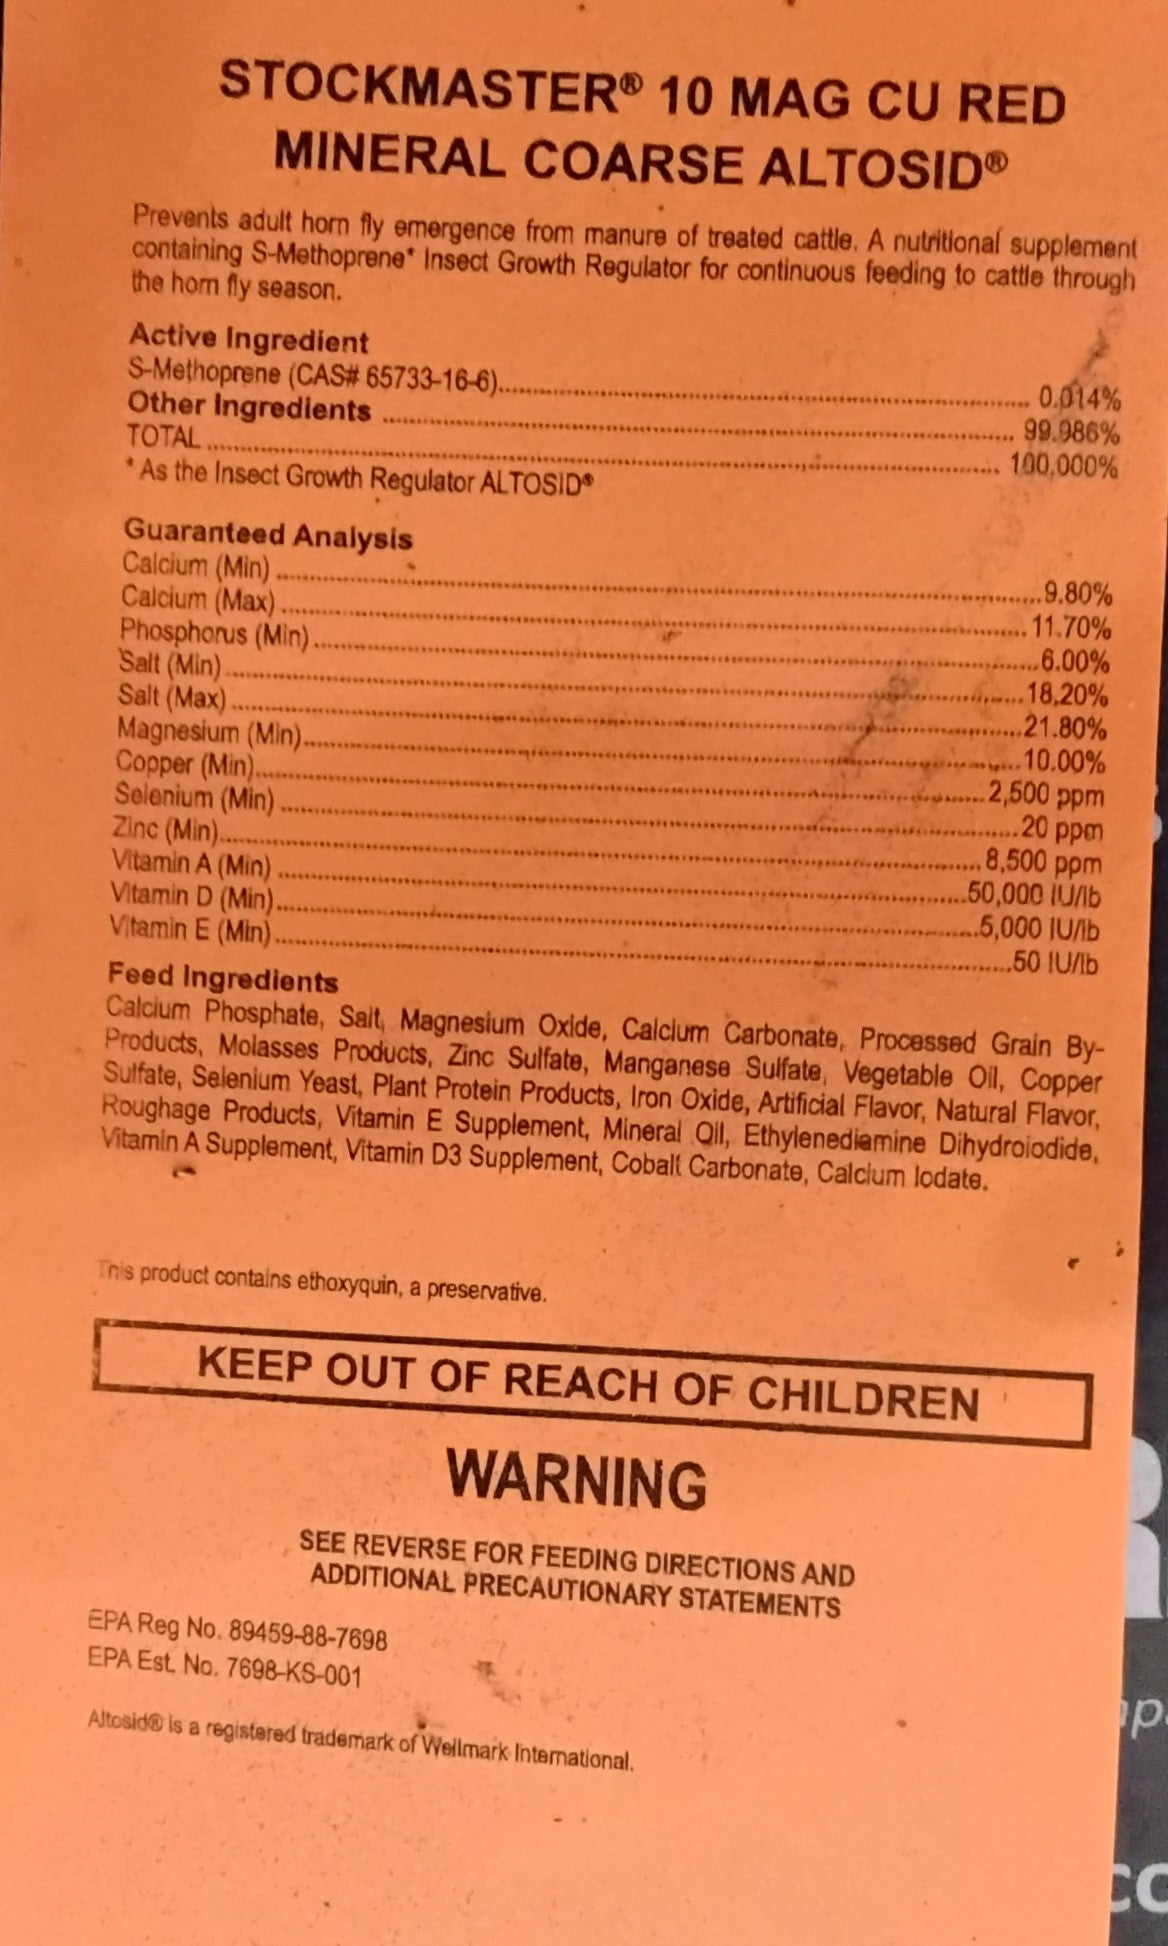 STOCKMASTER® 10 MAG CU RED
MINERAL COARSE ALTOSID®
Prevents adult horn fly emergence from manure of treated cattle. A nutritional supplement
containing S-Methoprene* Insect Growth Regulator for continuous feeding to cattle through
the horn fly season.
Active Ingredient
S-Methoprene (CAS# 65733-16-6)........ 0.014%
Other Ingredients ........ 99.986%
TOTAL ........ 100.000%
* As the Insect Growth Regulator ALTOSID®
Guaranteed Analysis
Calcium (Min) ........ 9.80%
Calcium (Max) ........ 11.70%
Phosphorus (Min) ........ 6.00%
Salt (Min) ........ 18.20%
Salt (Max) ........ 21.80%
Magnesium (Min) ........ 10.00%
Copper (Min) ........ 2,500 ppm
Selenium (Min) ........ 20 ppm
Zinc (Min) ........ 8,500 ppm
Vitamin A (Min) ........ 50,000 IU/lb
Vitamin D (Min) ........ 5,000 IU/lb
Vitamin E (Min) ........ 50 IU/lb
Feed Ingredients
Calcium Phosphate, Salt, Magnesium Oxide, Calcium Carbonate, Processed Grain By-
Products, Molasses Products, Zinc Sulfate, Manganese Sulfate, Vegetable Oil, Copper
Sulfate, Selenium Yeast, Plant Protein Products, Iron Oxide, Artificial Flavor, Natural Flavor,
Roughage Products, Vitamin E Supplement, Mineral Oil, Ethylenediamine Dihydroiodide,
Vitamin A Supplement, Vitamin D3 Supplement, Cobalt Carbonate, Calcium Iodate.
This product contains ethoxyquin, a preservative.
KEEP OUT OF REACH OF CHILDREN
WARNING
SEE REVERSE FOR FEEDING DIRECTIONS AND
ADDITIONAL PRECAUTIONARY STATEMENTS
EPA Reg No. 89459-88-7698
EPA Est. No. 7698-KS-001
Altosid® is a registered trademark of Wellmark International.